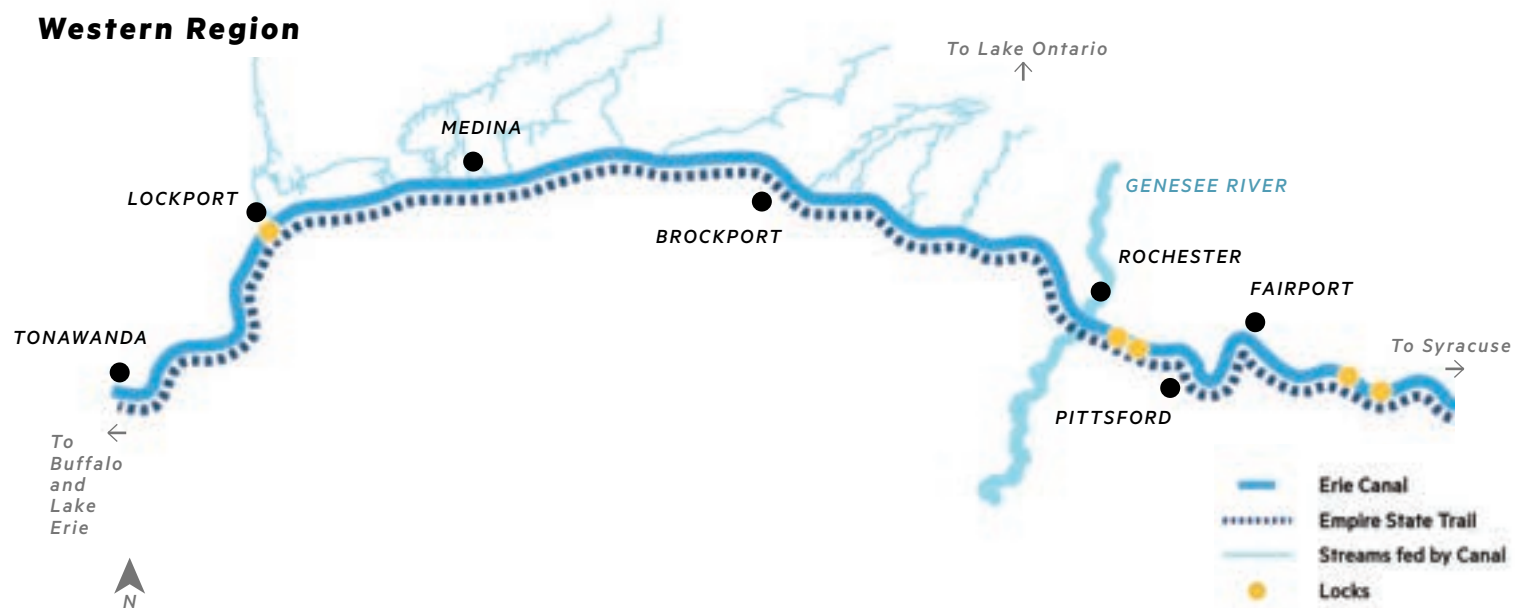 Western Region
To Lake Ontario
MEDINA
GENESEE RIVER
LOCKPORT
BROCKPORT
ROCHESTER
FAIRPORT
TONAWANDA
To Syracuse
PITTSFORD
To
Buffalo
and
Lake
Erie
Erie Canal
Empire State Trail
Streams fed by Canal
Locks
N